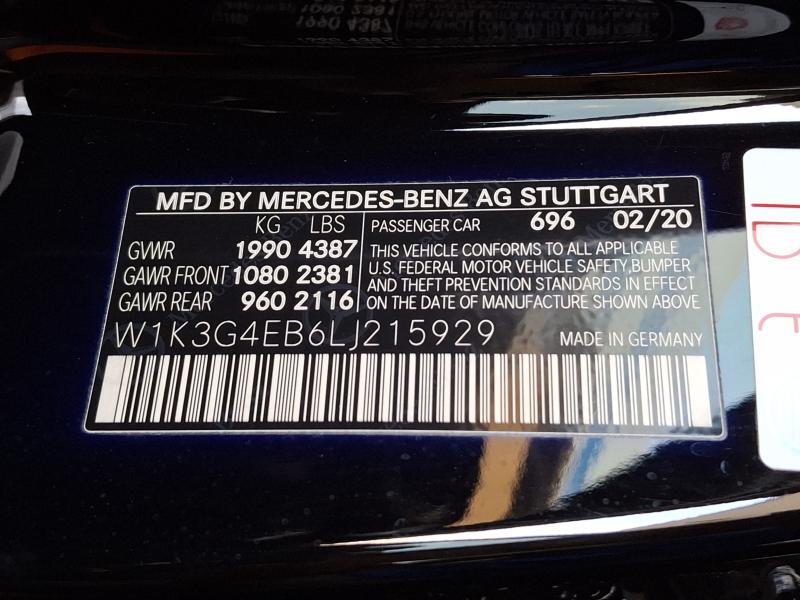 MFD BY MERCEDES-BENZ AG STUTTGART
KG LBS
GVWR 1990 4387
GAWR FRONT 1080 2381
GAWR REAR 960 2116
PASSENGER CAR 696 02/20
THIS VEHICLE CONFORMS TO ALL APPLICABLE
U.S. FEDERAL MOTOR VEHICLE SAFETY,BUMPER
AND THEFT PREVENTION STANDARDS IN EFFECT
ON THE DATE OF MANUFACTURE SHOWN ABOVE
W1K3G4EB6LJ215929
MADE IN GERMANY